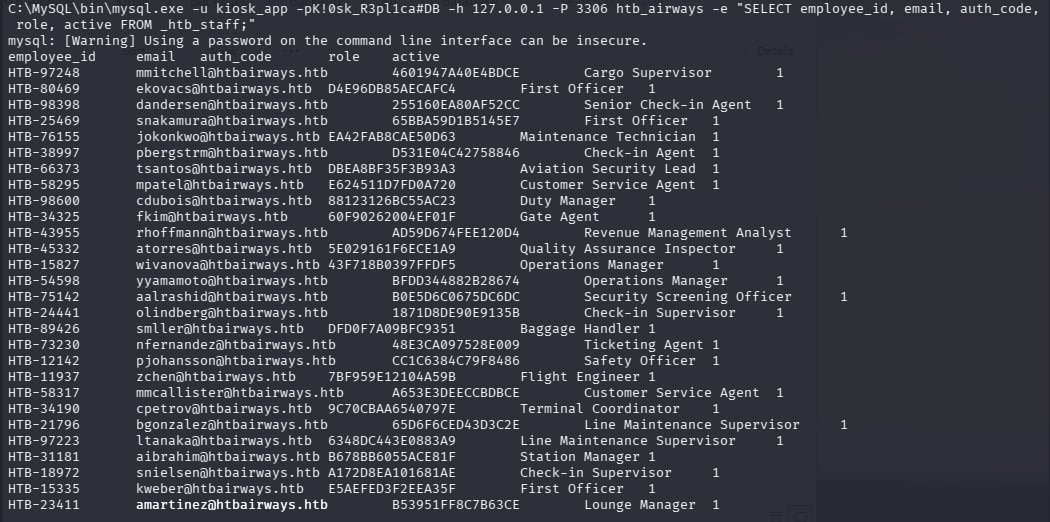 C:\MySQL\bin\mysql.exe -u kiosk_app -pK!0sk_R3pl1ca#DB -h 127.0.0.1 -P 3306 htb_airways -e "SELECT employee_id, email, auth_code,
role, active FROM _htb_staff;"
mysql: [Warning] Using a password on the command line interface can be insecure.
employee_id email auth_code role active
HTB-97248 mmitchell@htbairways.htb 4601947A40E4BDCE Cargo Supervisor 1
HTB-80469 ekovacs@htbairways.htb D4E96DB85AECAFC4 First Officer 1
HTB-98398 dandersen@htbairways.htb 255160EA80AF52CC Senior Check-in Agent 1
HTB-25469 snakamura@htbairways.htb 65BBA59D1B5145E7 First Officer 1
HTB-76155 jokonkwo@htbairways.htb EA42FAB8CAE50D63 Maintenance Technician 1
HTB-38997 pbergstrm@htbairways.htb D531E04C42758846 Check-in Agent 1
HTB-66373 tsantos@htbairways.htb DBEA8BF35F3B93A3 Aviation Security Lead 1
HTB-58295 mpatel@htbairways.htb E624511D7FD0A720 Customer Service Agent 1
HTB-98600 cdubois@htbairways.htb 88123126BC55AC23 Duty Manager 1
HTB-34325 fkim@htbairways.htb 60F90262004EF01F Gate Agent 1
HTB-43955 rhoffmann@htbairways.htb AD59D674FEE120D4 Revenue Management Analyst 1
HTB-45332 atorres@htbairways.htb 5E029161F6ECE1A9 Quality Assurance Inspector 1
HTB-15827 wivanova@htbairways.htb 43F718B0397FFDF5 Operations Manager 1
HTB-54598 yyamamoto@htbairways.htb BFDD344882B28674 Operations Manager 1
HTB-75142 aalrashid@htbairways.htb B0E5D6C0675DC6DC Security Screening Officer 1
HTB-24441 olindberg@htbairways.htb 1871D8DE90E9135B Check-in Supervisor 1
HTB-89426 smller@htbairways.htb DFD0F7A09BFC9351 Baggage Handler 1
HTB-73230 nfernandez@htbairways.htb 48E3CA097528E009 Ticketing Agent 1
HTB-12142 pjohansson@htbairways.htb CC1C6384C79F8486 Safety Officer 1
HTB-11937 zchen@htbairways.htb 7BF959E12104A59B Flight Engineer 1
HTB-58317 mmcallister@htbairways.htb A653E3DEECCBDBCE Customer Service Agent 1
HTB-34190 cpetrov@htbairways.htb 9C70CBAA6540797E Terminal Coordinator 1
HTB-21796 bgonzalez@htbairways.htb 65D6F6CED43D3C2E Line Maintenance Supervisor 1
HTB-97223 ltanaka@htbairways.htb 6348DC443E0883A9 Line Maintenance Supervisor 1
HTB-31181 aibrahim@htbairways.htb B678BB6055ACE81F Station Manager 1
HTB-18972 snielsen@htbairways.htb A172D8EA101681AE Check-in Supervisor 1
HTB-15335 kweber@htbairways.htb E5AEFED3F2EEA35F First Officer 1
HTB-23411 amartinez@htbairways.htb B53951FF8C7B63CE Lounge Manager 1
Details